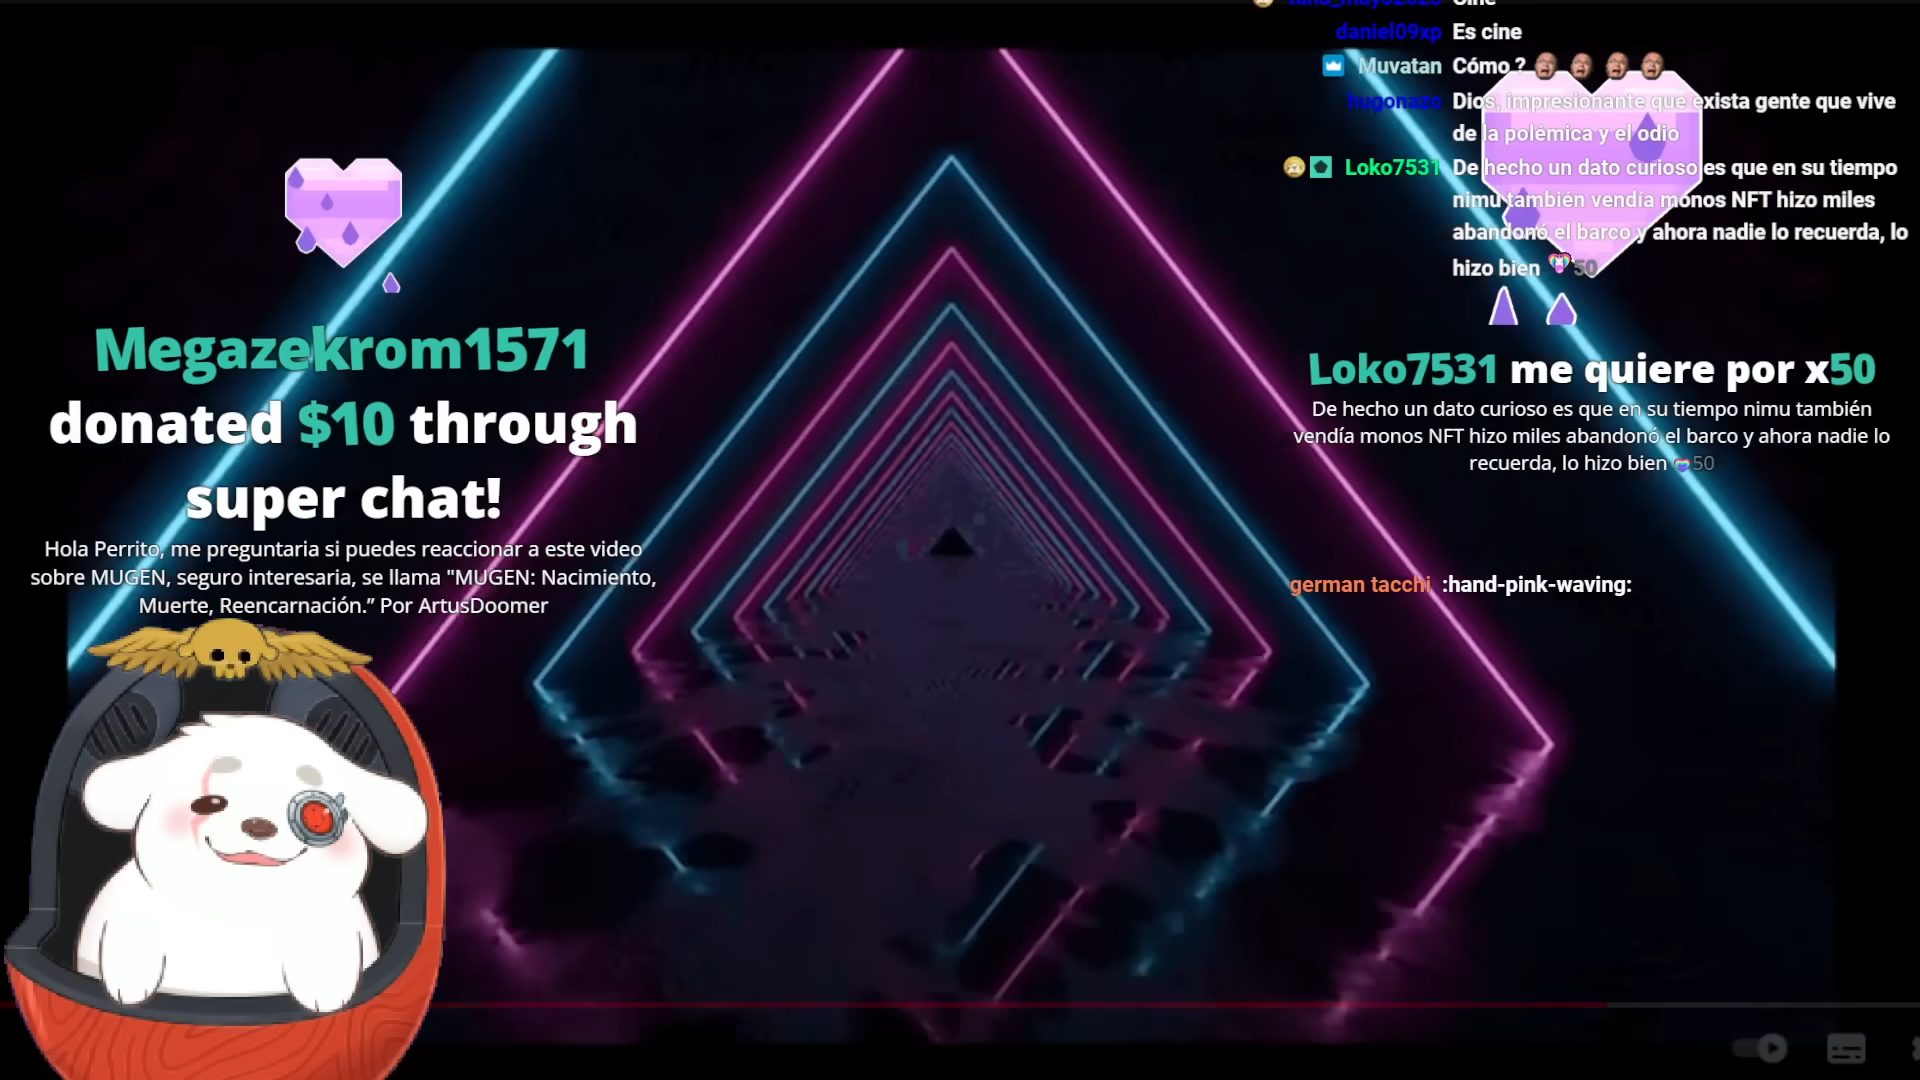 Cine
daniel09xp Es cine
Muvatan Cómo ?
hugonazo Dios, impresionante que exista gente que vive
de la polémica y el odio
Loko7531 De hecho un dato curioso es que en su tiempo
nimu también vendía monos NFT hizo miles
abandonó el barco y ahora nadie lo recuerda, lo
hizo bien 50
Megazekrom1571
donated $10 through
super chat!
Hola Perrito, me preguntaria si puedes reaccionar a este video
sobre MUGEN, seguro interesaria, se llama "MUGEN: Nacimiento,
Muerte, Reencarnación.” Por ArtusDoomer
Loko7531 me quiere por x50
De hecho un dato curioso es que en su tiempo nimu también
vendía monos NFT hizo miles abandonó el barco y ahora nadie lo
recuerda, lo hizo bien 50
german tacchi :hand-pink-waving: